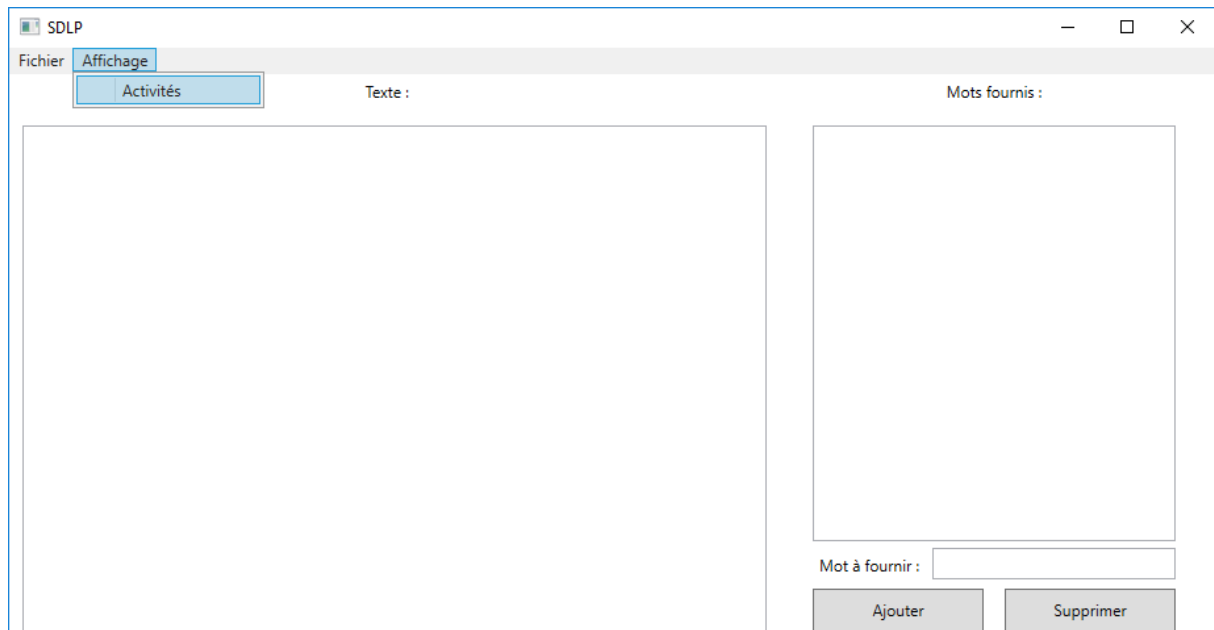 SDLP
Fichier Affichage
Activités
Texte :
Mots fournis :
Mot à fournir :
Ajouter
Supprimer